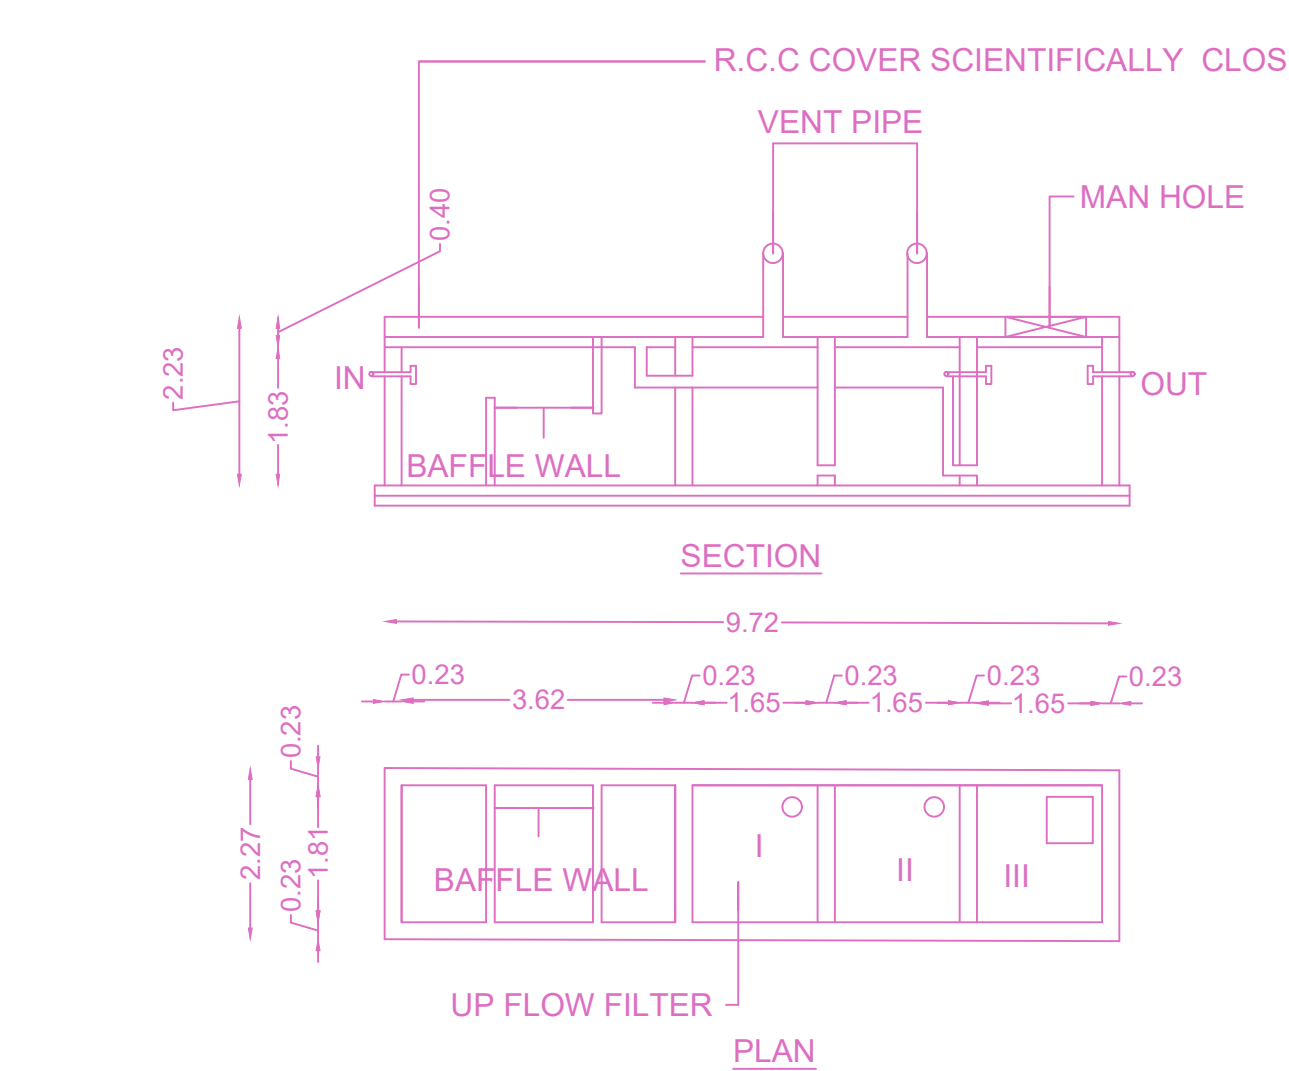 R.C.C COVER SCIENTIFICALLY CLOS
VENT PIPE
MAN HOLE
0.40
2.23
1.83
IN
OUT
BAFFLE WALL
SECTION
9.72
0.23
3.62
0.23
1.65
0.23
1.65
0.23
1.65
0.23
0.23
2.27
1.81
0.23
BAFFLE WALL
I
II
III
UP FLOW FILTER
PLAN